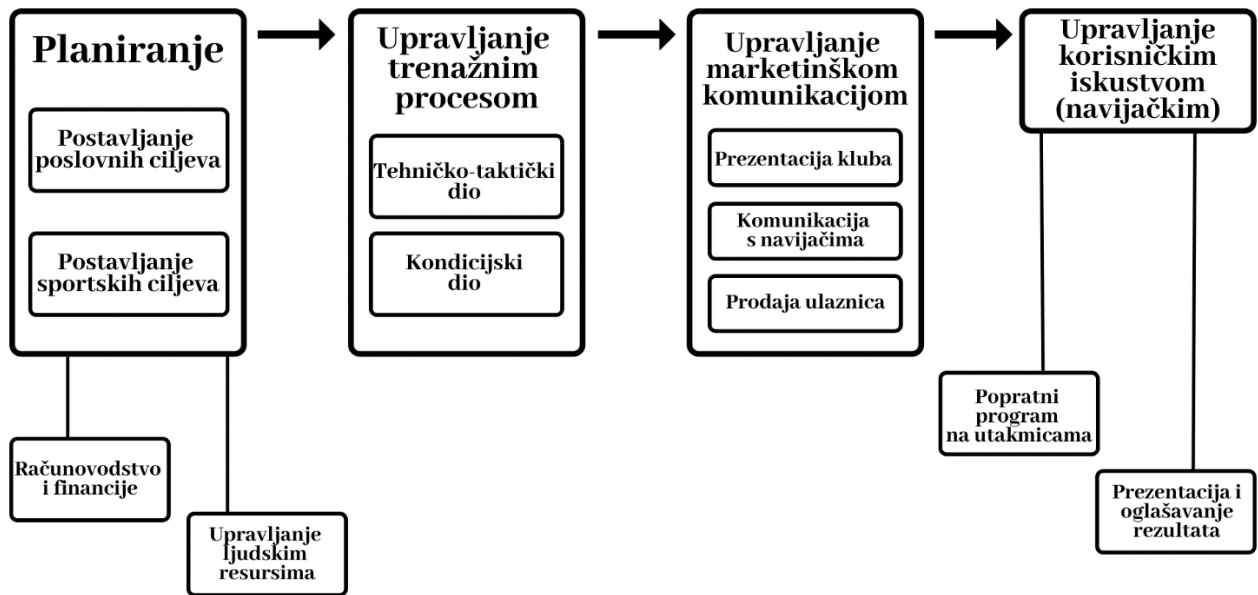 Planiranje
Postavljanje
poslovnih ciljeva
Postavljanje
sportskih ciljeva
Računovodstvo
i financije
Upravljanje
ljudskim
resursima
Upravljanje
trenažnim
procesom
Tehničko-taktički
dio
Kondicijski
dio
Upravljanje
marketinškom
komunikacijom
Prezentacija kluba
Komunikacija
s navijačima
Prodaja ulaznica
Upravljanje
korisničkim
iskustvom
(navijačkim)
Popratni
program
na utakmicama
Prezentacija i
oglašavanje
rezultata